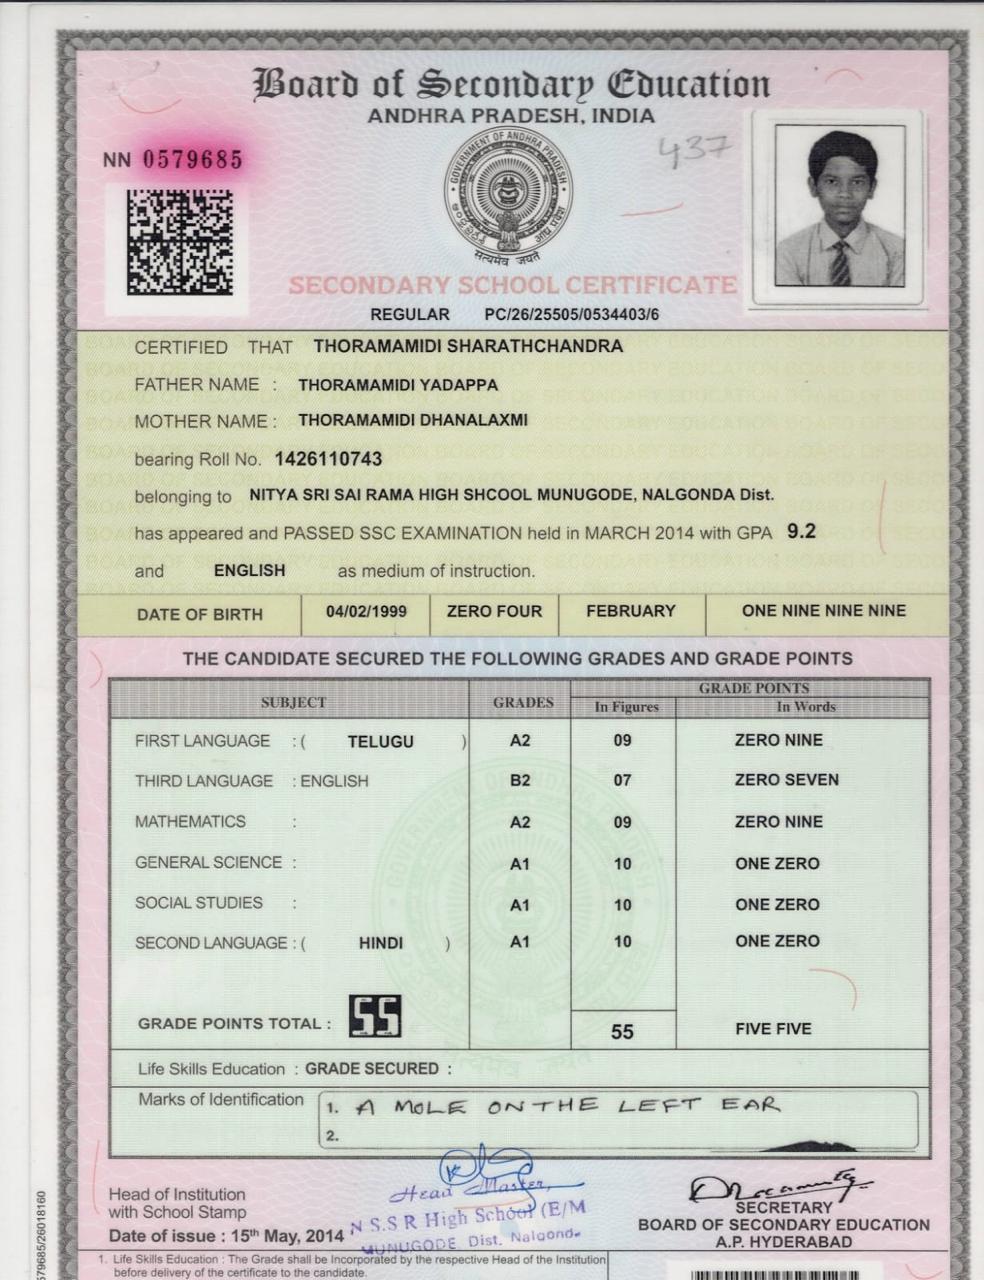 Board of Secondary Education
ANDHRA PRADESH, INDIA
437
NN 0579685
GOVERNMENT OF ANDHRA PRADESH
आंध्र प्रदेश
सत्यमेव जयते
SECONDARY SCHOOL CERTIFICATE
REGULAR PC/26/25505/0534403/6
CERTIFIED THAT THORAMAMIDI SHARATHCHANDRA
FATHER NAME : THORAMAMIDI YADAPPA
MOTHER NAME : THORAMAMIDI DHANALAXMI
bearing Roll No. 1426110743
belonging to NITYA SRI SAI RAMA HIGH SHCOOL MUNUGODE, NALGONDA Dist.
has appeared and PASSED SSC EXAMINATION held in MARCH 2014 with GPA 9.2
and ENGLISH as medium of instruction.
DATE OF BIRTH 04/02/1999 ZERO FOUR FEBRUARY ONE NINE NINE NINE
THE CANDIDATE SECURED THE FOLLOWING GRADES AND GRADE POINTS
SUBJECT GRADES GRADE POINTS
In Figures In Words
FIRST LANGUAGE : ( TELUGU ) A2 09 ZERO NINE
THIRD LANGUAGE : ENGLISH B2 07 ZERO SEVEN
MATHEMATICS : A2 09 ZERO NINE
GENERAL SCIENCE : A1 10 ONE ZERO
SOCIAL STUDIES : A1 10 ONE ZERO
SECOND LANGUAGE : ( HINDI ) A1 10 ONE ZERO
GRADE POINTS TOTAL : 55 55 FIVE FIVE
Life Skills Education : GRADE SECURED :
Marks of Identification 1. A MOLE ON THE LEFT EAR
2.
Head of Institution
with School Stamp
Date of issue : 15th May, 2014
Head Master,
N S.S R High School (E/M
MUNUGODE Dist. Nalgonda
SECRETARY
BOARD OF SECONDARY EDUCATION
A.P. HYDERABAD
1. Life Skills Education : The Grade shall be Incorporated by the respective Head of the Institution
before delivery of the certificate to the candidate.
579685/26018160